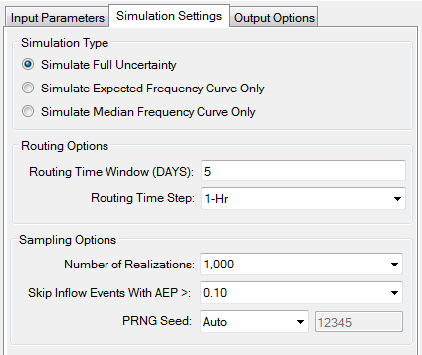 Input Parameters Simulation Settings Output Options
Simulation Type
Simulate Full Uncertainty
Simulate Expected Frequency Curve Only
Simulate Median Frequency Curve Only
Routing Options
Routing Time Window (DAYS): 5
Routing Time Step: 1-Hr
Sampling Options
Number of Realizations: 1,000
Skip Inflow Events With AEP >: 0.10
PRNG Seed: Auto 12345